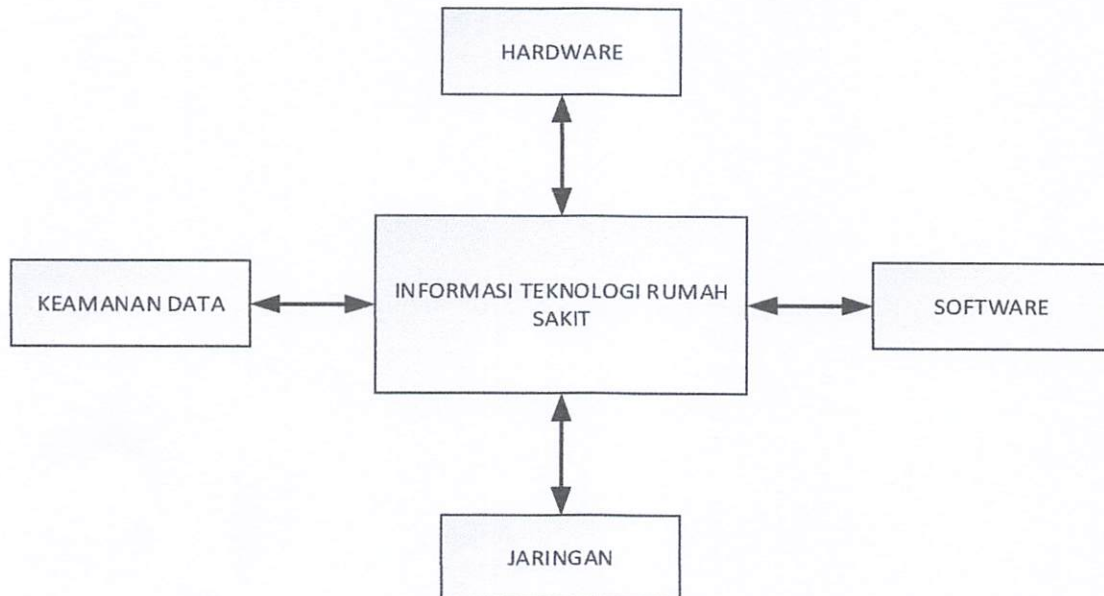 HARDWARE
KEAMANAN DATA
INFORMASI TEKNOLOGI RUMAH
SAKIT
SOFTWARE
JARINGAN